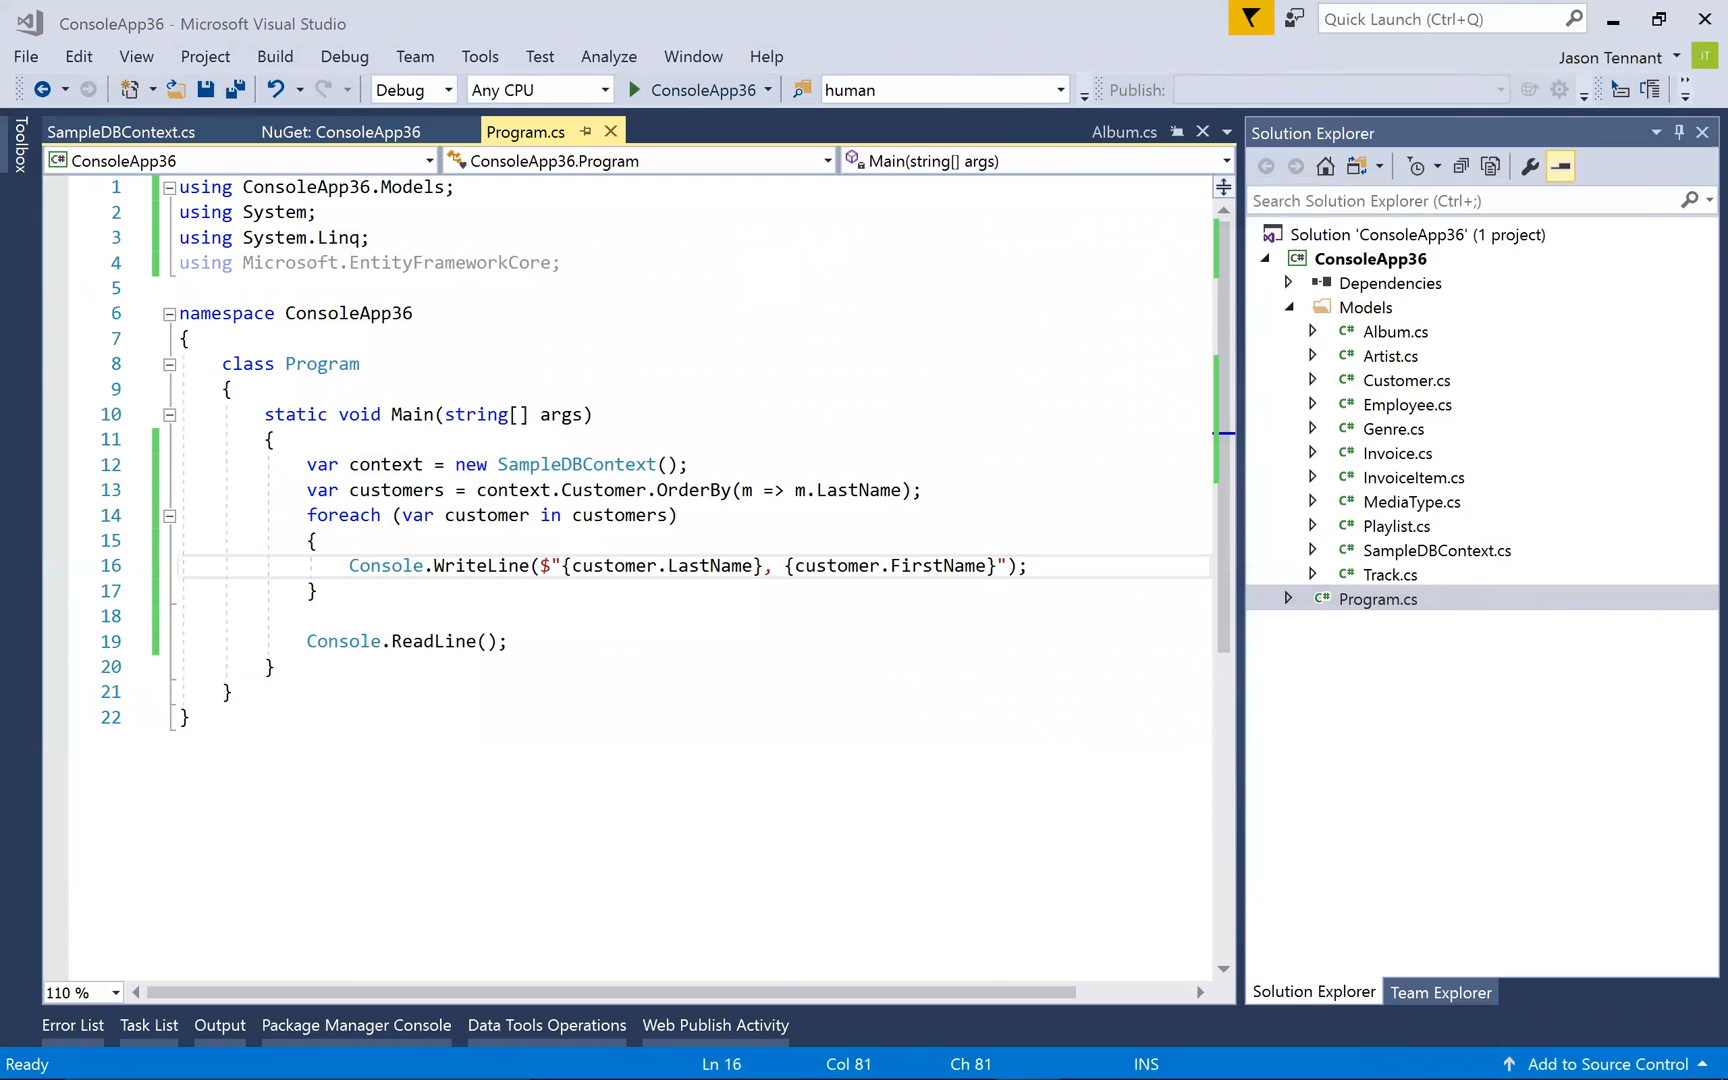 ConsoleApp36 - Microsoft Visual Studio
Quick Launch (Ctrl+Q)
File Edit View Project Build Debug Team Tools Test Analyze Window Help
Jason Tennant JT
Debug Any CPU ConsoleApp36 human Publish:
Toolbox
SampleDBContext.cs NuGet: ConsoleApp36 Program.cs Album.cs
C# ConsoleApp36 ConsoleApp36.Program Main(string[] args)
1 using ConsoleApp36.Models;
2 using System;
3 using System.Linq;
4 using Microsoft.EntityFrameworkCore;
5
6 namespace ConsoleApp36
7 {
8 class Program
9 {
10 static void Main(string[] args)
11 {
12 var context = new SampleDBContext();
13 var customers = context.Customer.OrderBy(m => m.LastName);
14 foreach (var customer in customers)
15 {
16 Console.WriteLine($"{customer.LastName}, {customer.FirstName}");
17 }
18
19 Console.ReadLine();
20 }
21 }
22 }
110 %
Solution Explorer
Search Solution Explorer (Ctrl+;)
Solution 'ConsoleApp36' (1 project)
C# ConsoleApp36
Dependencies
Models
C# Album.cs
C# Artist.cs
C# Customer.cs
C# Employee.cs
C# Genre.cs
C# Invoice.cs
C# InvoiceItem.cs
C# MediaType.cs
C# Playlist.cs
C# SampleDBContext.cs
C# Track.cs
C# Program.cs
Solution Explorer Team Explorer
Error List Task List Output Package Manager Console Data Tools Operations Web Publish Activity
Ready Ln 16 Col 81 Ch 81 INS Add to Source Control